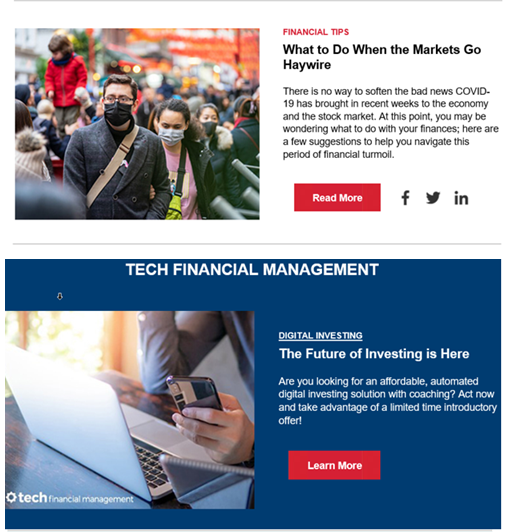 FINANCIAL TIPS
What to Do When the Markets Go
Haywire
There is no way to soften the bad news COVID-
19 has brought in recent weeks to the economy
and the stock market. At this point, you may be
wondering what to do with your finances; here are
a few suggestions to help you navigate this
period of financial turmoil.
Read More
TECH FINANCIAL MANAGEMENT
DIGITAL INVESTING
The Future of Investing is Here
Are you looking for an affordable, automated
digital investing solution with coaching? Act now
and take advantage of a limited time introductory
offer!
Learn More
tech financial management